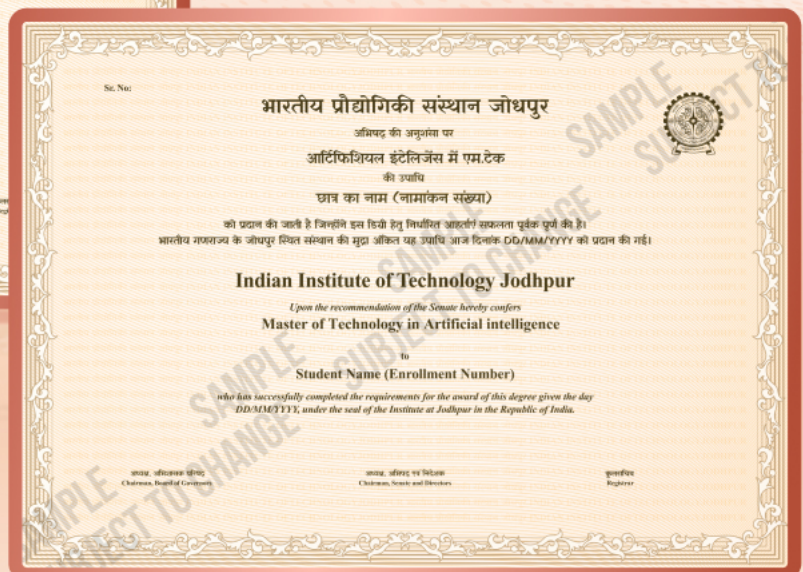 Sr. No:
भारतीय प्रौद्योगिकी संस्थान जोधपुर
अभिषद् की अनुशंसा पर
आर्टिफिशियल इंटेलिजेंस में एम.टेक
की उपाधि
छात्र का नाम (नामांकन संख्या)
को प्रदान की जाती है जिन्होंने इस डिग्री हेतु निर्धारित अहर्ताएँ सफलता पूर्वक पूर्ण की है।
भारतीय गणराज्य के जोधपुर स्थित संस्थान की मुद्रा अंकित यह उपाधि आज दिनांक DD/MM/YYYY को प्रदान की गई।
Indian Institute of Technology Jodhpur
Upon the recommendation of the Senate hereby confers
Master of Technology in Artificial intelligence
to
Student Name (Enrollment Number)
who has successfully completed the requirements for the award of this degree given the day
DD/MM/YYYY, under the seal of the Institute at Jodhpur in the Republic of India.
अध्यक्ष, अभिशासक परिषद् अध्यक्ष, अभिषद् एवं निदेशक कुलसचिव
Chairman, Board of Governors Chairman, Senate and Directors Registrar
SAMPLE
SUBJECT TO CHANGE
SAMPLE
SUBJECT TO